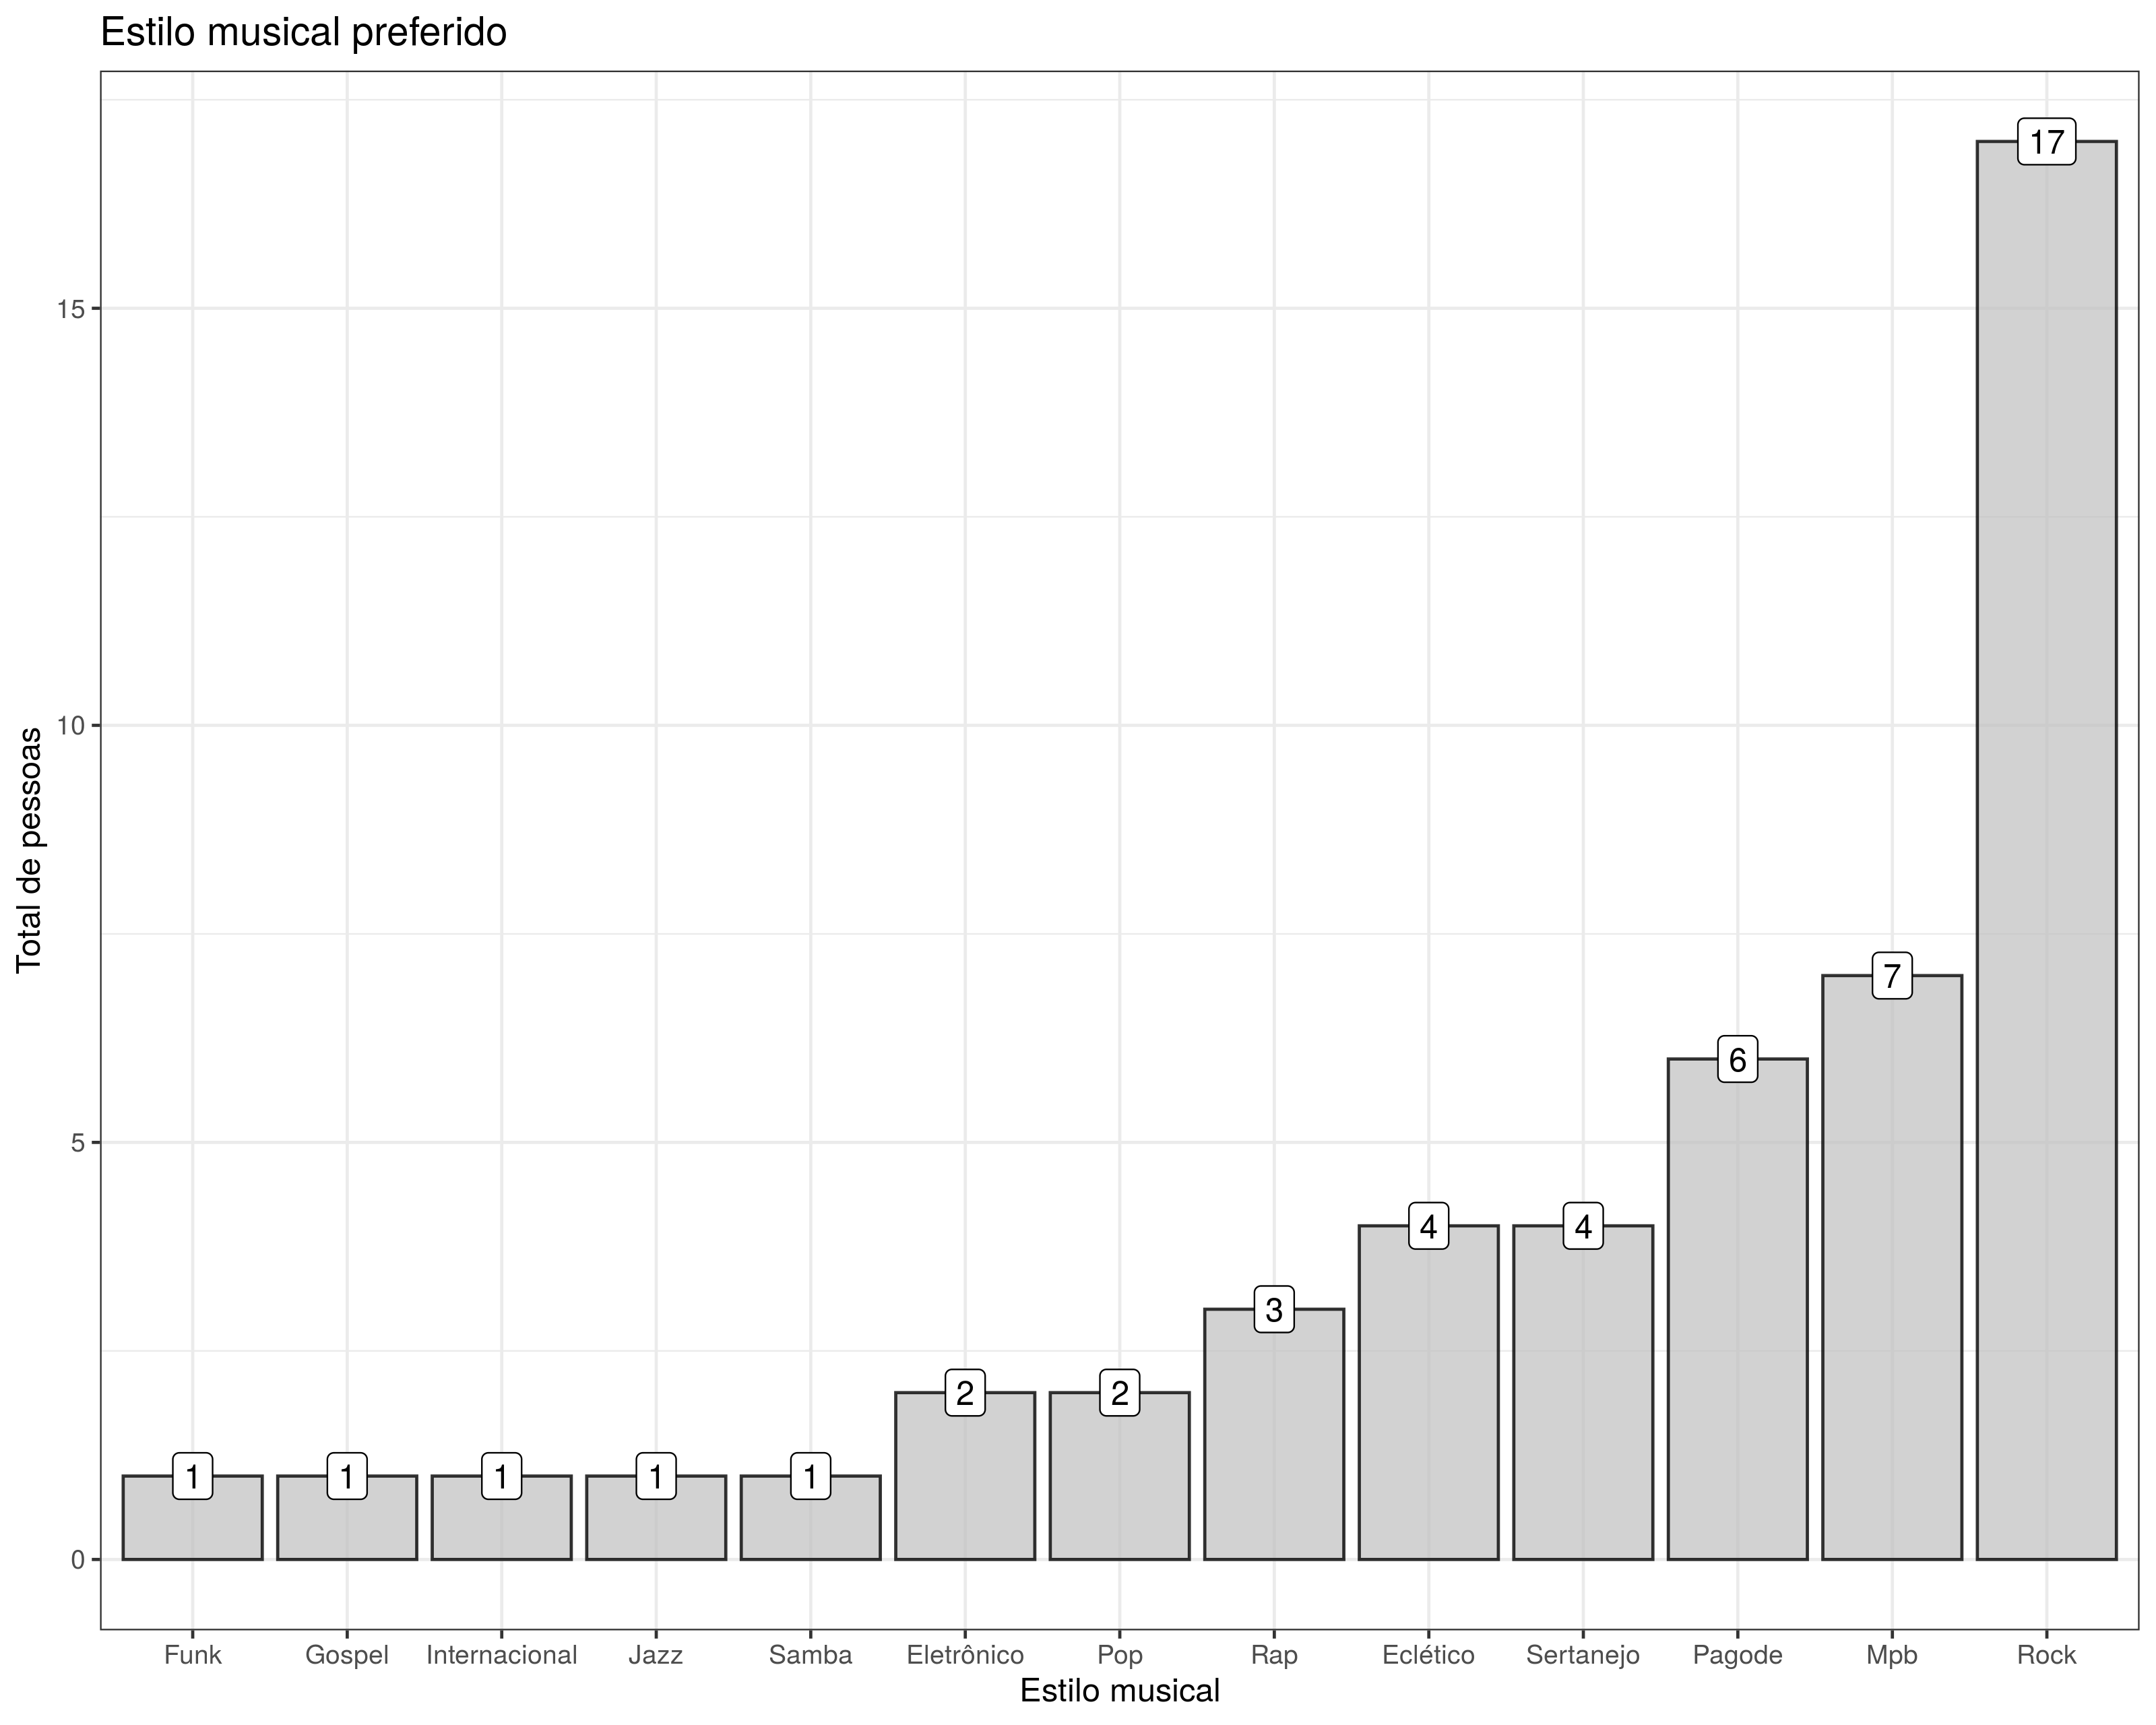 Estilo musical preferido
17
15
10
7
6
5
4 4
3
2 2
1 1 1 1 1
0
Total de pessoas
Funk Gospel Internacional Jazz Samba Eletrônico Pop Rap Eclético Sertanejo Pagode Mpb Rock
Estilo musical